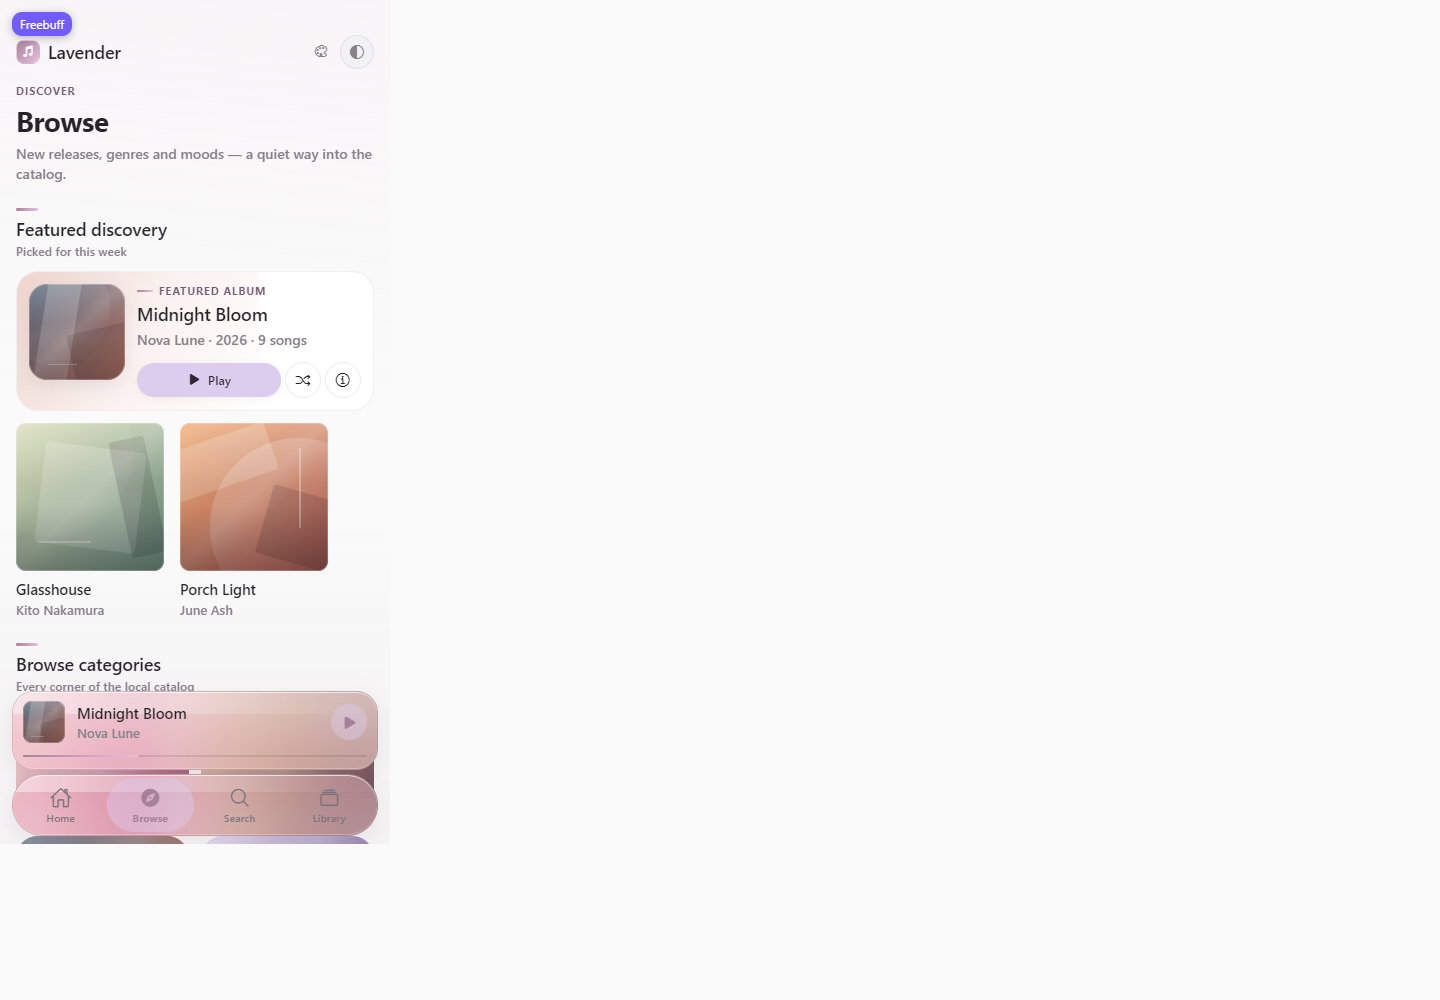 Freebuff
Lavender
DISCOVER
Browse
New releases, genres and moods — a quiet way into the
catalog.
Featured discovery
Picked for this week
FEATURED ALBUM
Midnight Bloom
Nova Lune · 2026 · 9 songs
Play
Glasshouse
Kito Nakamura
Porch Light
June Ash
Browse categories
Every corner of the local catalog
Midnight Bloom
Nova Lune
Home
Browse
Search
Library